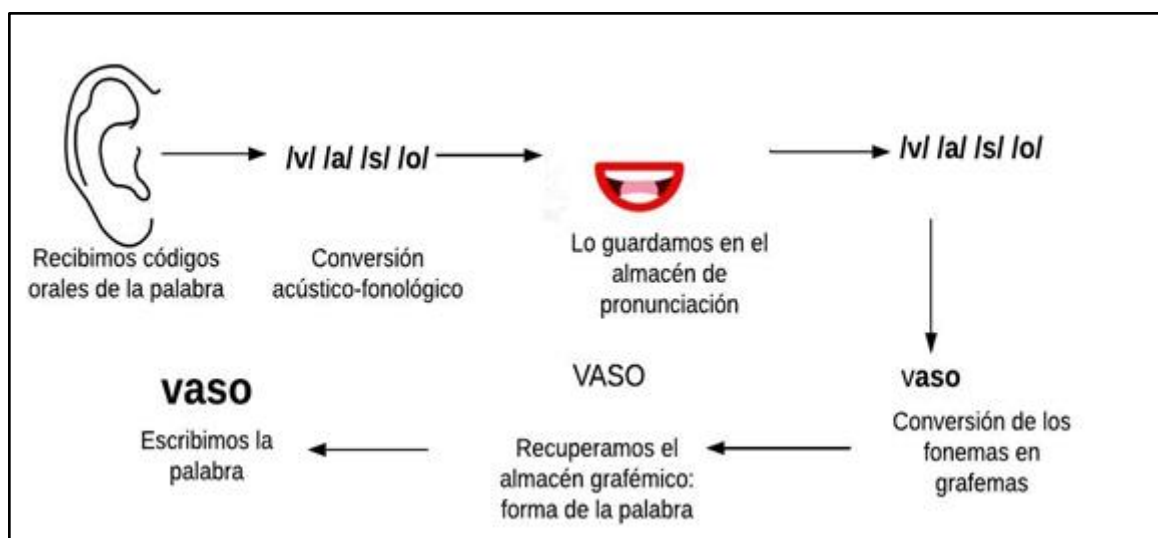 /v/ /a/ /s/ /o/
/v/ /a/ /s/ /o/
Recibimos códigos
orales de la palabra
Conversión
acústico-fonológico
Lo guardamos en el
almacén de
pronunciación
vaso
Conversión de los
fonemas en
grafemas
VASO
Recuperamos el
almacén grafémico:
forma de la palabra
vaso
Escribimos la
palabra